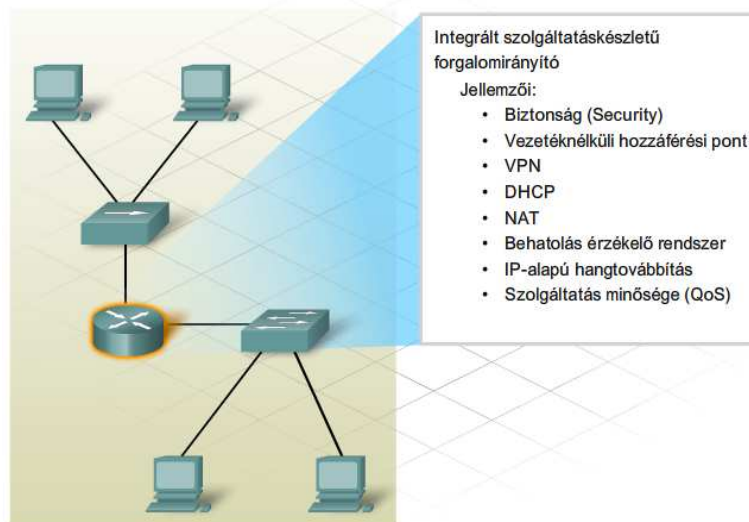 Integrált szolgáltatáskészletű
forgalomirányító
Jellemzői:
• Biztonság (Security)
• Vezetéknélküli hozzáférési pont
• VPN
• DHCP
• NAT
• Behatolás érzékelő rendszer
• IP-alapú hangtovábbítás
• Szolgáltatás minősége (QoS)